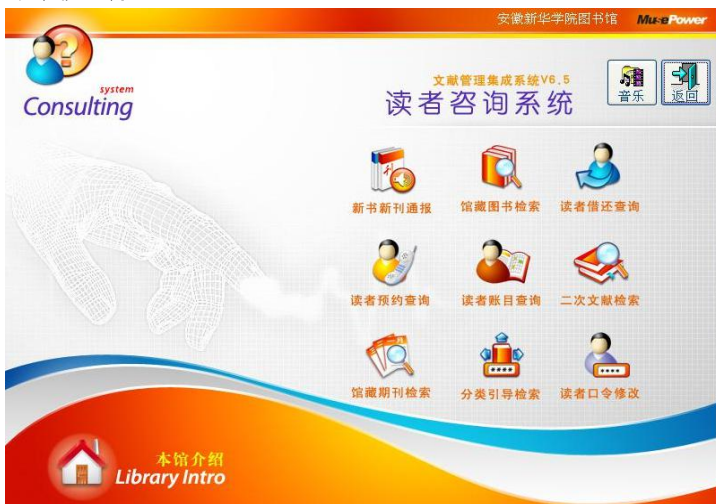 安徽新华学院图书馆 MusePower
system
Consulting
文献管理集成系统V6.5
读者咨询系统
音乐
返回
新书新刊通报
馆藏图书检索
读者借还查询
读者预约查询
读者账目查询
二次文献检索
馆藏期刊检索
分类引导检索
读者口令修改
本馆介绍
Library Intro